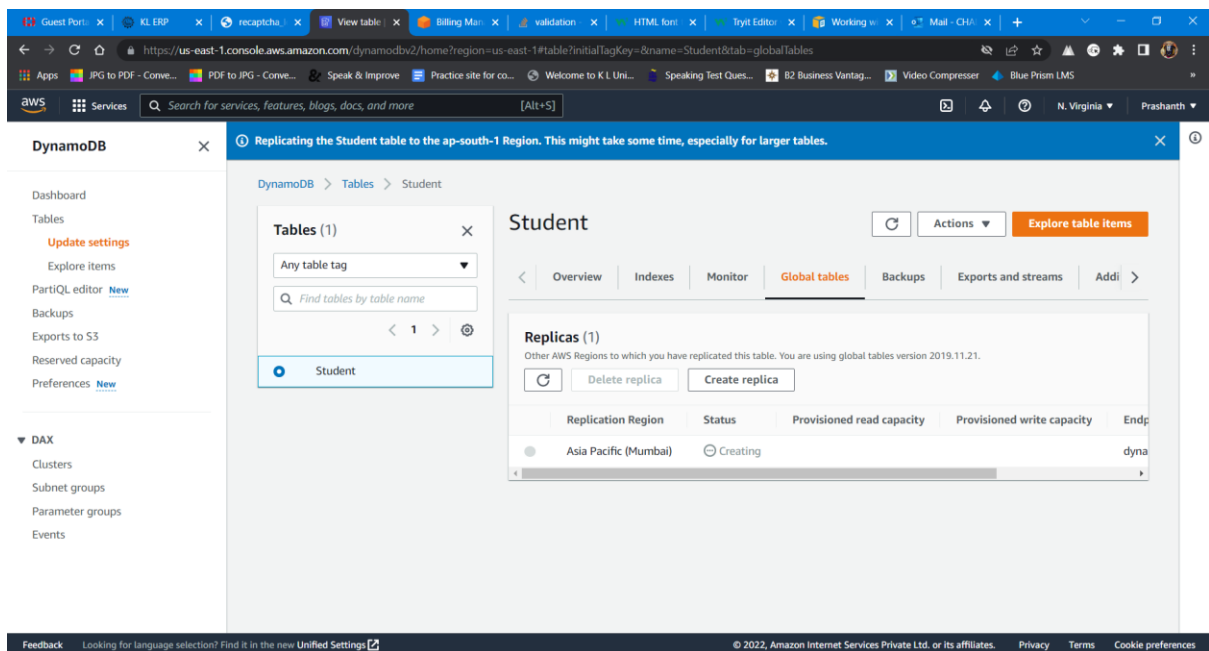 Guest Porta KL ERP recaptcha_ View table | Billing Man validation - HTML font Tryit Editor Working w Mail - CHA
https://us-east-1.console.aws.amazon.com/dynamodbv2/home?region=us-east-1#table?initialTagKey=&name=Student&tab=globalTables
Apps JPG to PDF - Conve... PDF to JPG - Conve... Speak & Improve Practice site for co... Welcome to K L Uni... Speaking Test Ques... B2 Business Vantag... Video Compresser Blue Prism LMS »
aws Services Search for services, features, blogs, docs, and more [Alt+S] N. Virginia Prashanth
DynamoDB
Replicating the Student table to the ap-south-1 Region. This might take some time, especially for larger tables.
Dashboard
Tables
Update settings
Explore items
PartiQL editor New
Backups
Exports to S3
Reserved capacity
Preferences New
DAX
Clusters
Subnet groups
Parameter groups
Events
DynamoDB > Tables > Student
Tables (1)
Any table tag
Find tables by table name
< 1 >
Student
Student
Actions Explore table items
Overview Indexes Monitor Global tables Backups Exports and streams Addi
Replicas (1)
Other AWS Regions to which you have replicated this table. You are using global tables version 2019.11.21.
Delete replica Create replica
Replication Region Status Provisioned read capacity Provisioned write capacity Endp
Asia Pacific (Mumbai) Creating dyna
Feedback Looking for language selection? Find it in the new Unified Settings © 2022, Amazon Internet Services Private Ltd. or its affiliates. Privacy Terms Cookie preferences